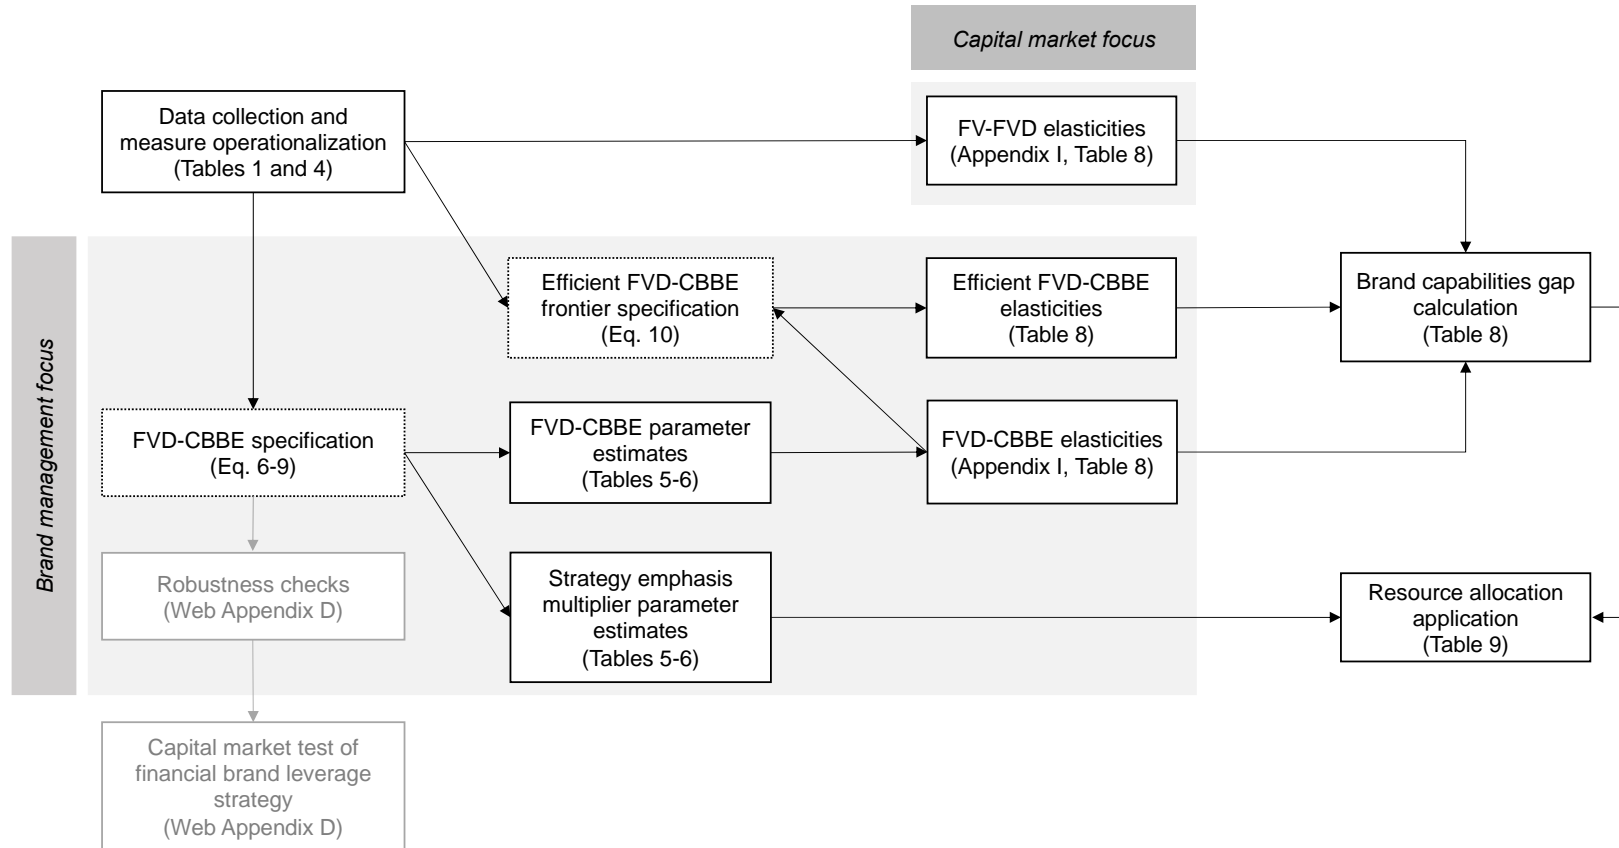 Capital market focus
Data collection and
measure operationalization
(Tables 1 and 4)
FV-FVD elasticities
(Appendix I, Table 8)
Brand management focus
Efficient FVD-CBBE
frontier specification
(Eq. 10)
Efficient FVD-CBBE
elasticities
(Table 8)
Brand capabilities gap
calculation
(Table 8)
FVD-CBBE specification
(Eq. 6-9)
FVD-CBBE parameter
estimates
(Tables 5-6)
FVD-CBBE elasticities
(Appendix I, Table 8)
Robustness checks
(Web Appendix D)
Strategy emphasis
multiplier parameter
estimates
(Tables 5-6)
Resource allocation
application
(Table 9)
Capital market test of
financial brand leverage
strategy
(Web Appendix D)